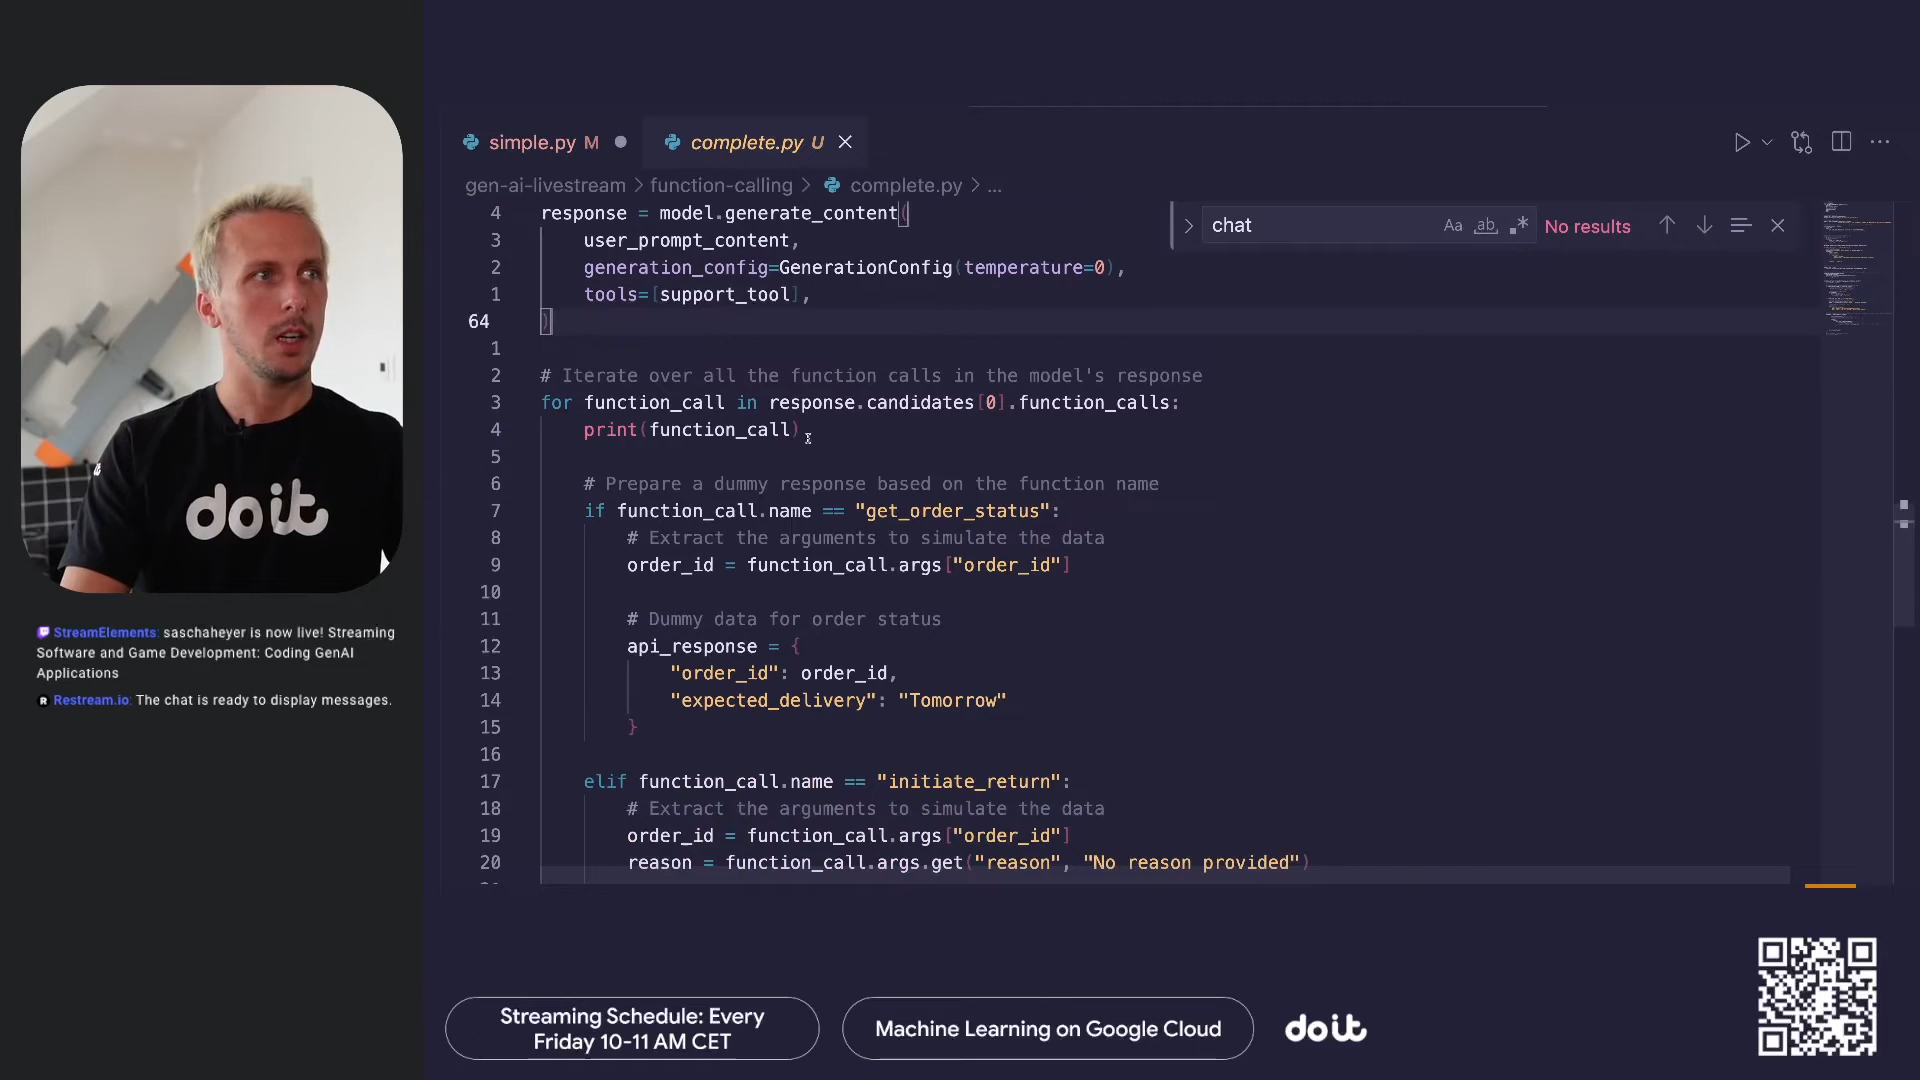 doit
StreamElements: saschaheyer is now live! Streaming
Software and Game Development: Coding GenAI
Applications
Restream.io: The chat is ready to display messages.
simple.py M
complete.py U
gen-ai-livestream > function-calling > complete.py > ...
chat
Aa
ab
.*
No results
4 response = model.generate_content(
3 user_prompt_content,
2 generation_config=GenerationConfig(temperature=0),
1 tools=[support_tool],
64 )
1
2 # Iterate over all the function calls in the model's response
3 for function_call in response.candidates[0].function_calls:
4 print(function_call)
5
6 # Prepare a dummy response based on the function name
7 if function_call.name == "get_order_status":
8 # Extract the arguments to simulate the data
9 order_id = function_call.args["order_id"]
10
11 # Dummy data for order status
12 api_response = {
13 "order_id": order_id,
14 "expected_delivery": "Tomorrow"
15 }
16
17 elif function_call.name == "initiate_return":
18 # Extract the arguments to simulate the data
19 order_id = function_call.args["order_id"]
20 reason = function_call.args.get("reason", "No reason provided")
Streaming Schedule: Every
Friday 10-11 AM CET
Machine Learning on Google Cloud
doit